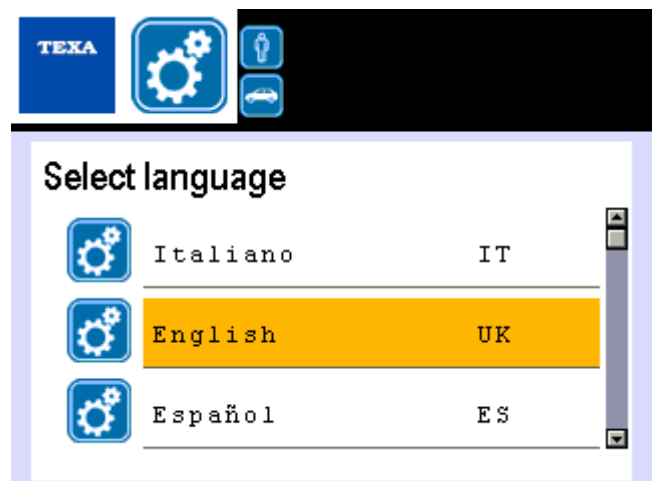 TEXA
Select language
Italiano IT
English UK
Español ES